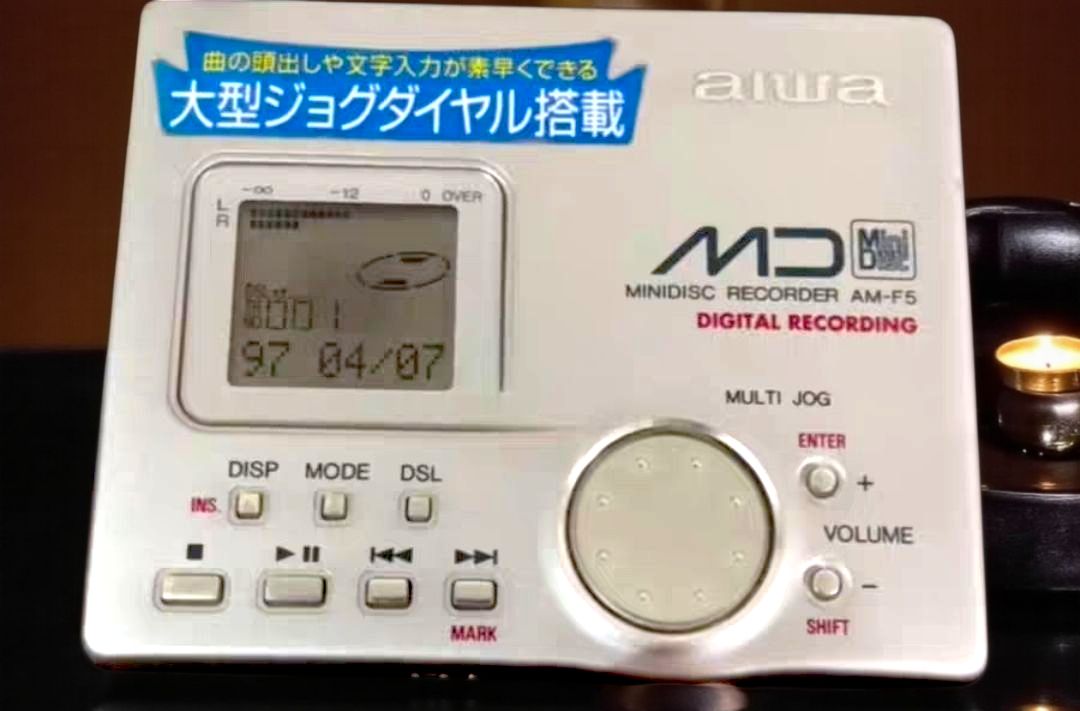 曲の頭出しや文字入力が素早くできる
大型ジョグダイヤル搭載
aiwa
-∞ -12 0 OVER
L
R
001
97 04/07
MD Mini Disc
MINIDISC RECORDER AM-F5
DIGITAL RECORDING
MULTI JOG
ENTER
+
VOLUME
-
SHIFT
DISP MODE DSL
INS.
MARK